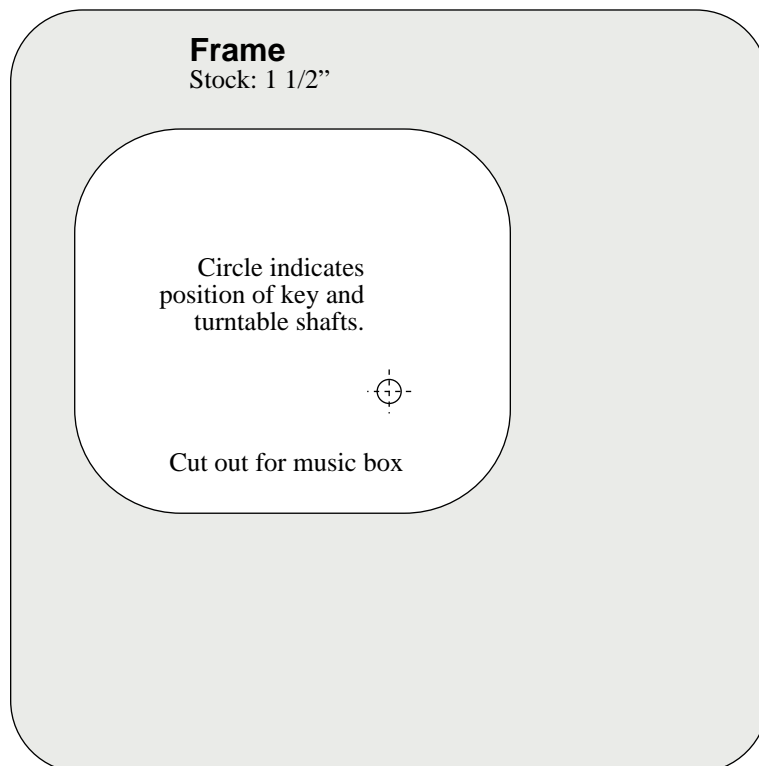 Frame
Stock: 1 1/2”
Circle indicates
position of key and
turntable shafts.
Cut out for music box